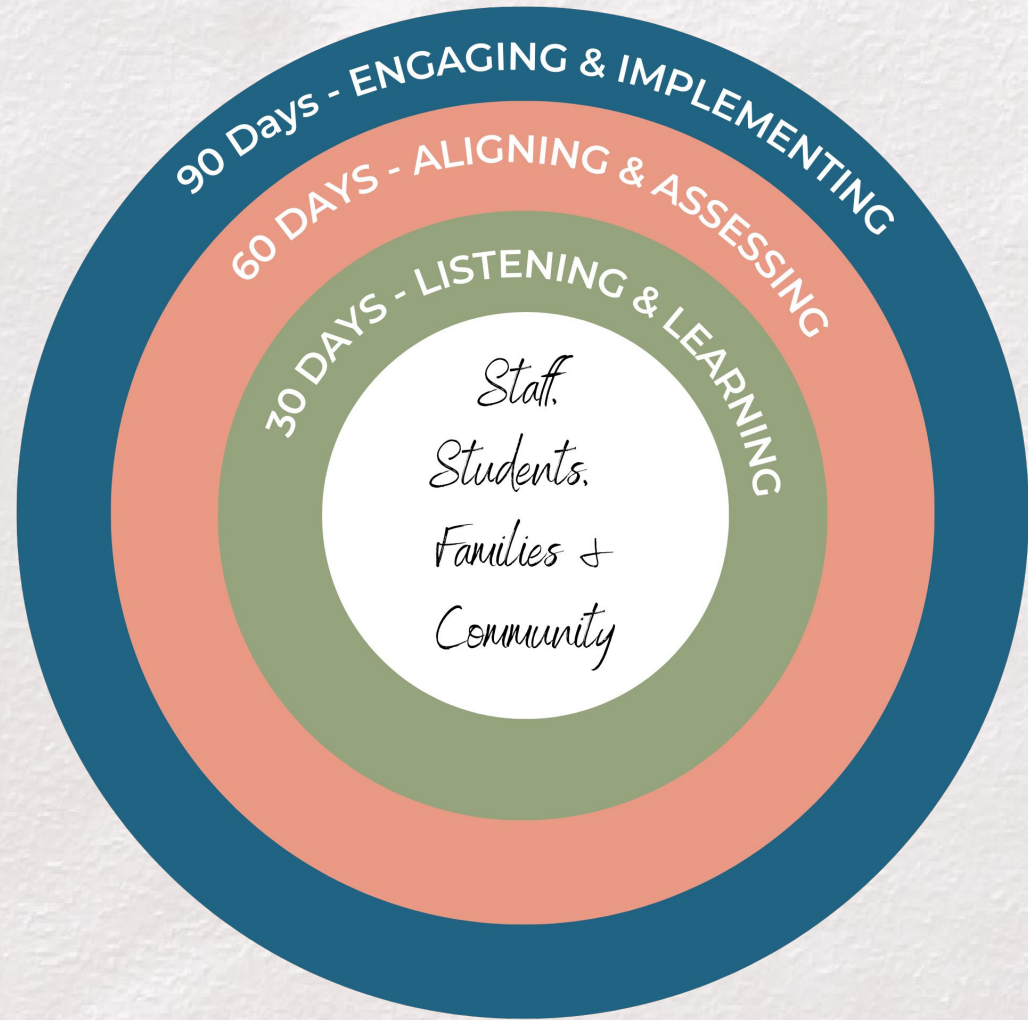 90 Days - ENGAGING & IMPLEMENTING
60 DAYS - ALIGNING & ASSESSING
30 DAYS - LISTENING & LEARNING
Staff,
Students,
Families &
Community